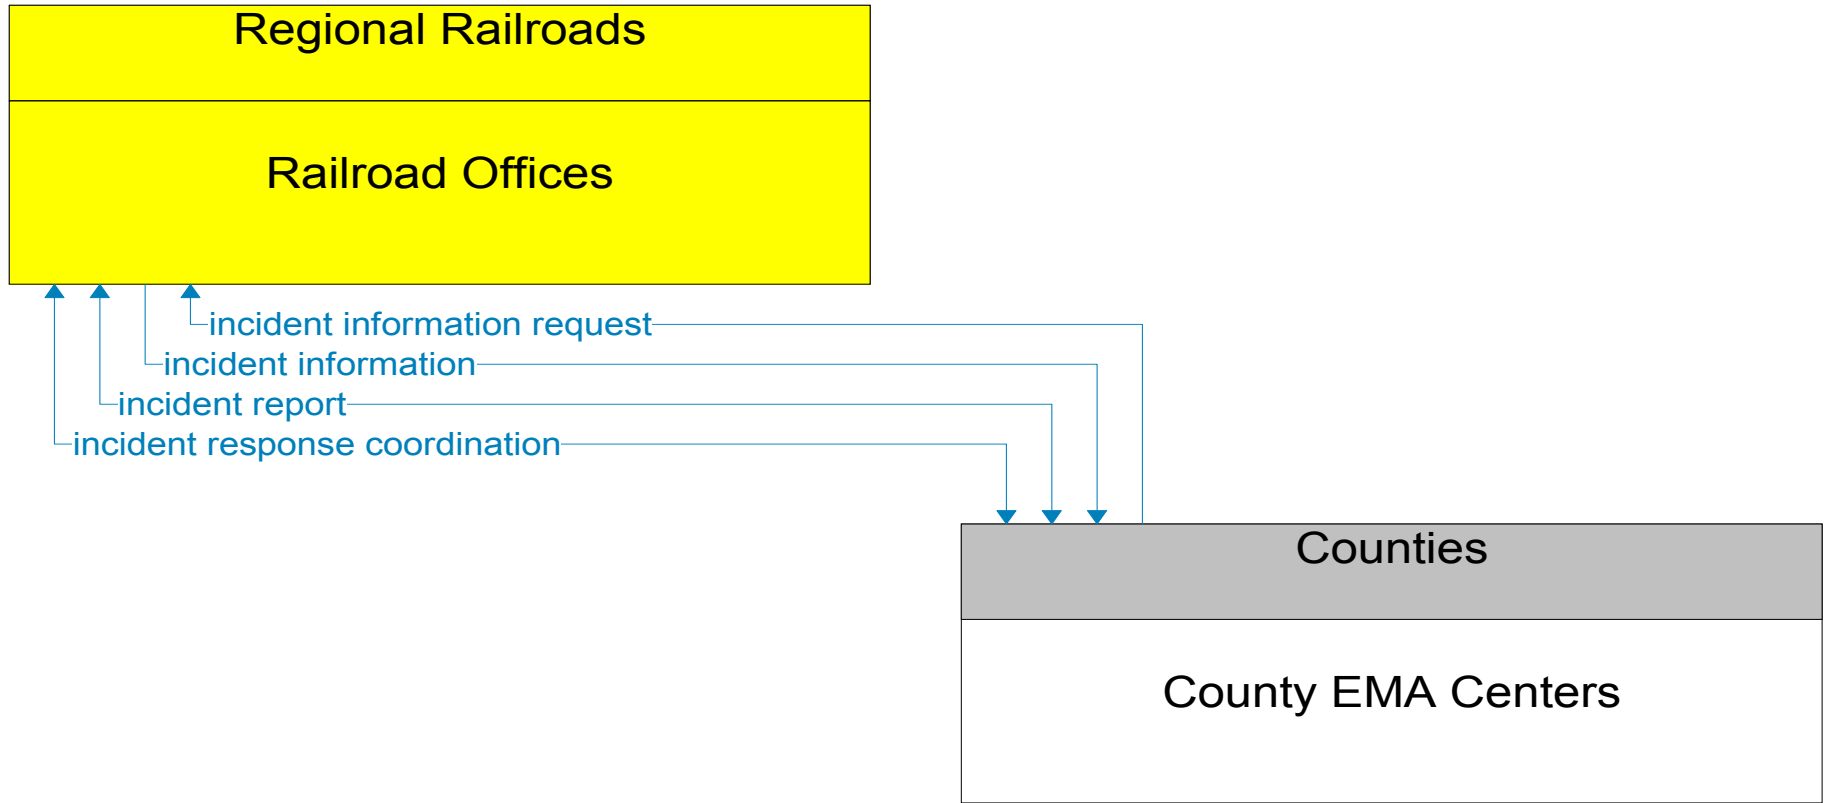 Regional Railroads
Railroad Offices
incident information request
incident information
incident report
incident response coordination
Counties
County EMA Centers